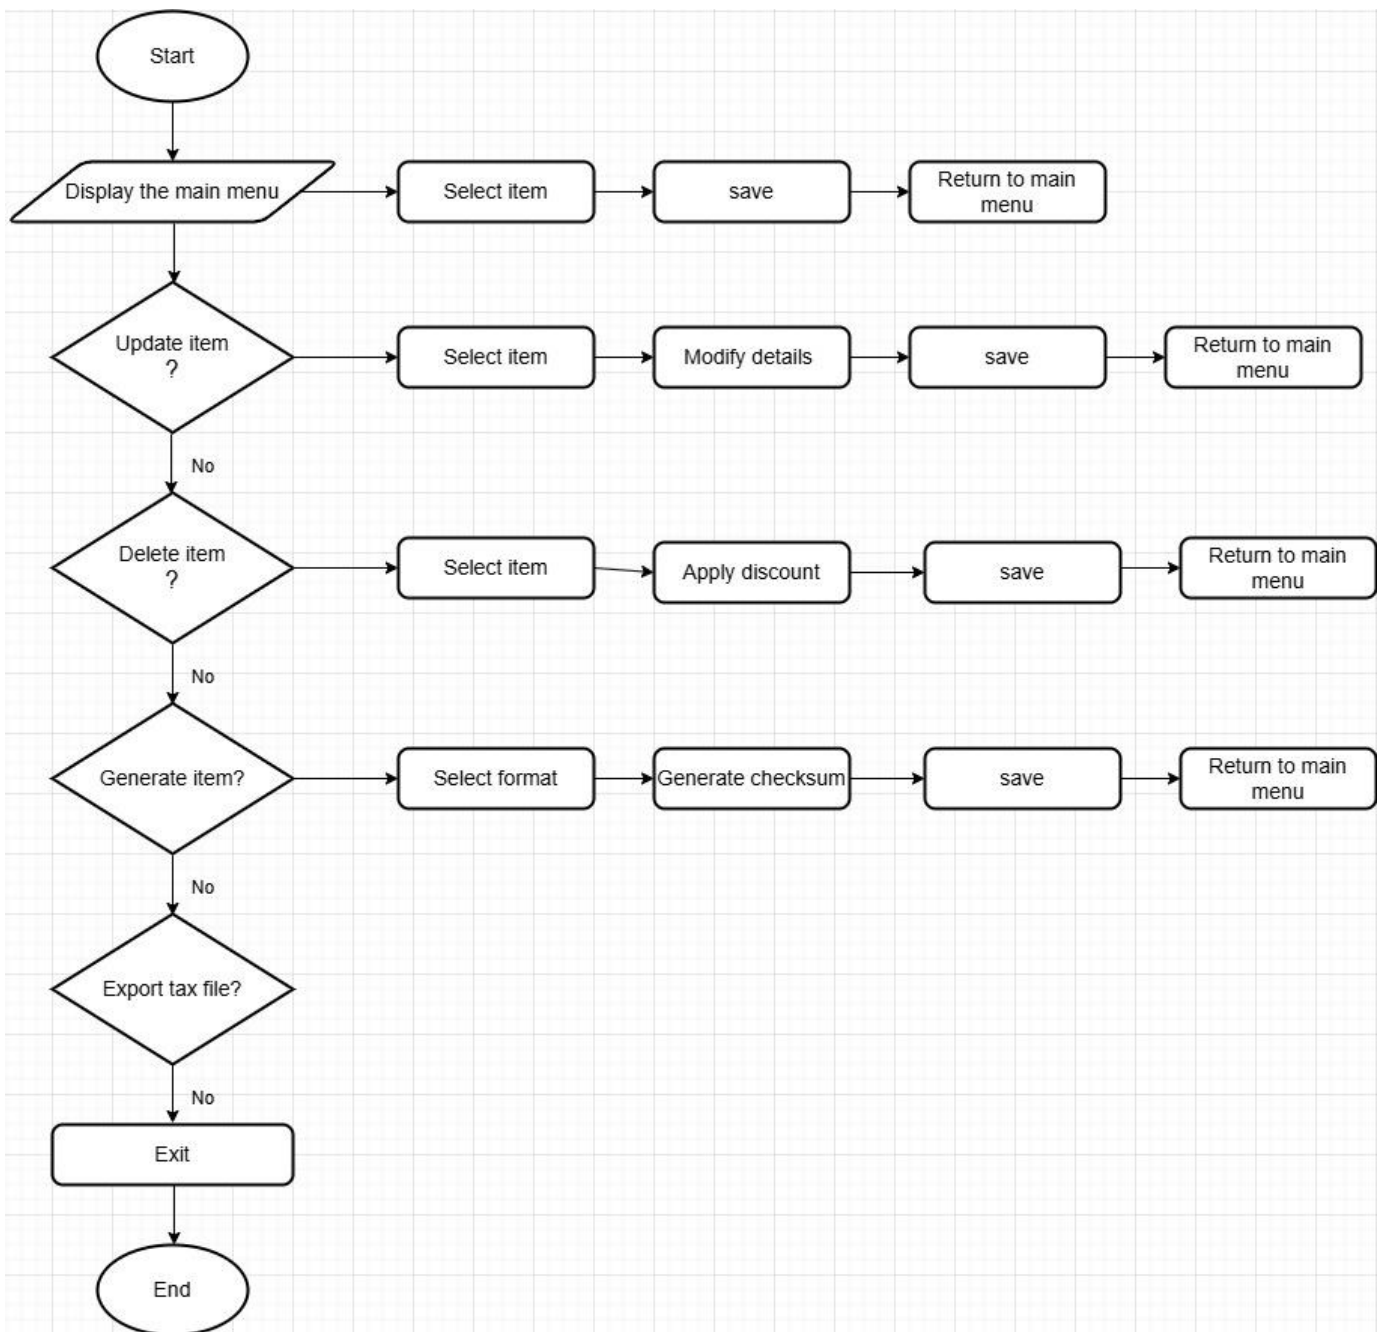 Start
Display the main menu
Select item
save
Return to main
menu
Update item
?
Select item
Modify details
save
Return to main
menu
No
Delete item
?
Select item
Apply discount
save
Return to main
menu
No
Generate item?
Select format
Generate checksum
save
Return to main
menu
No
Export tax file?
No
Exit
End